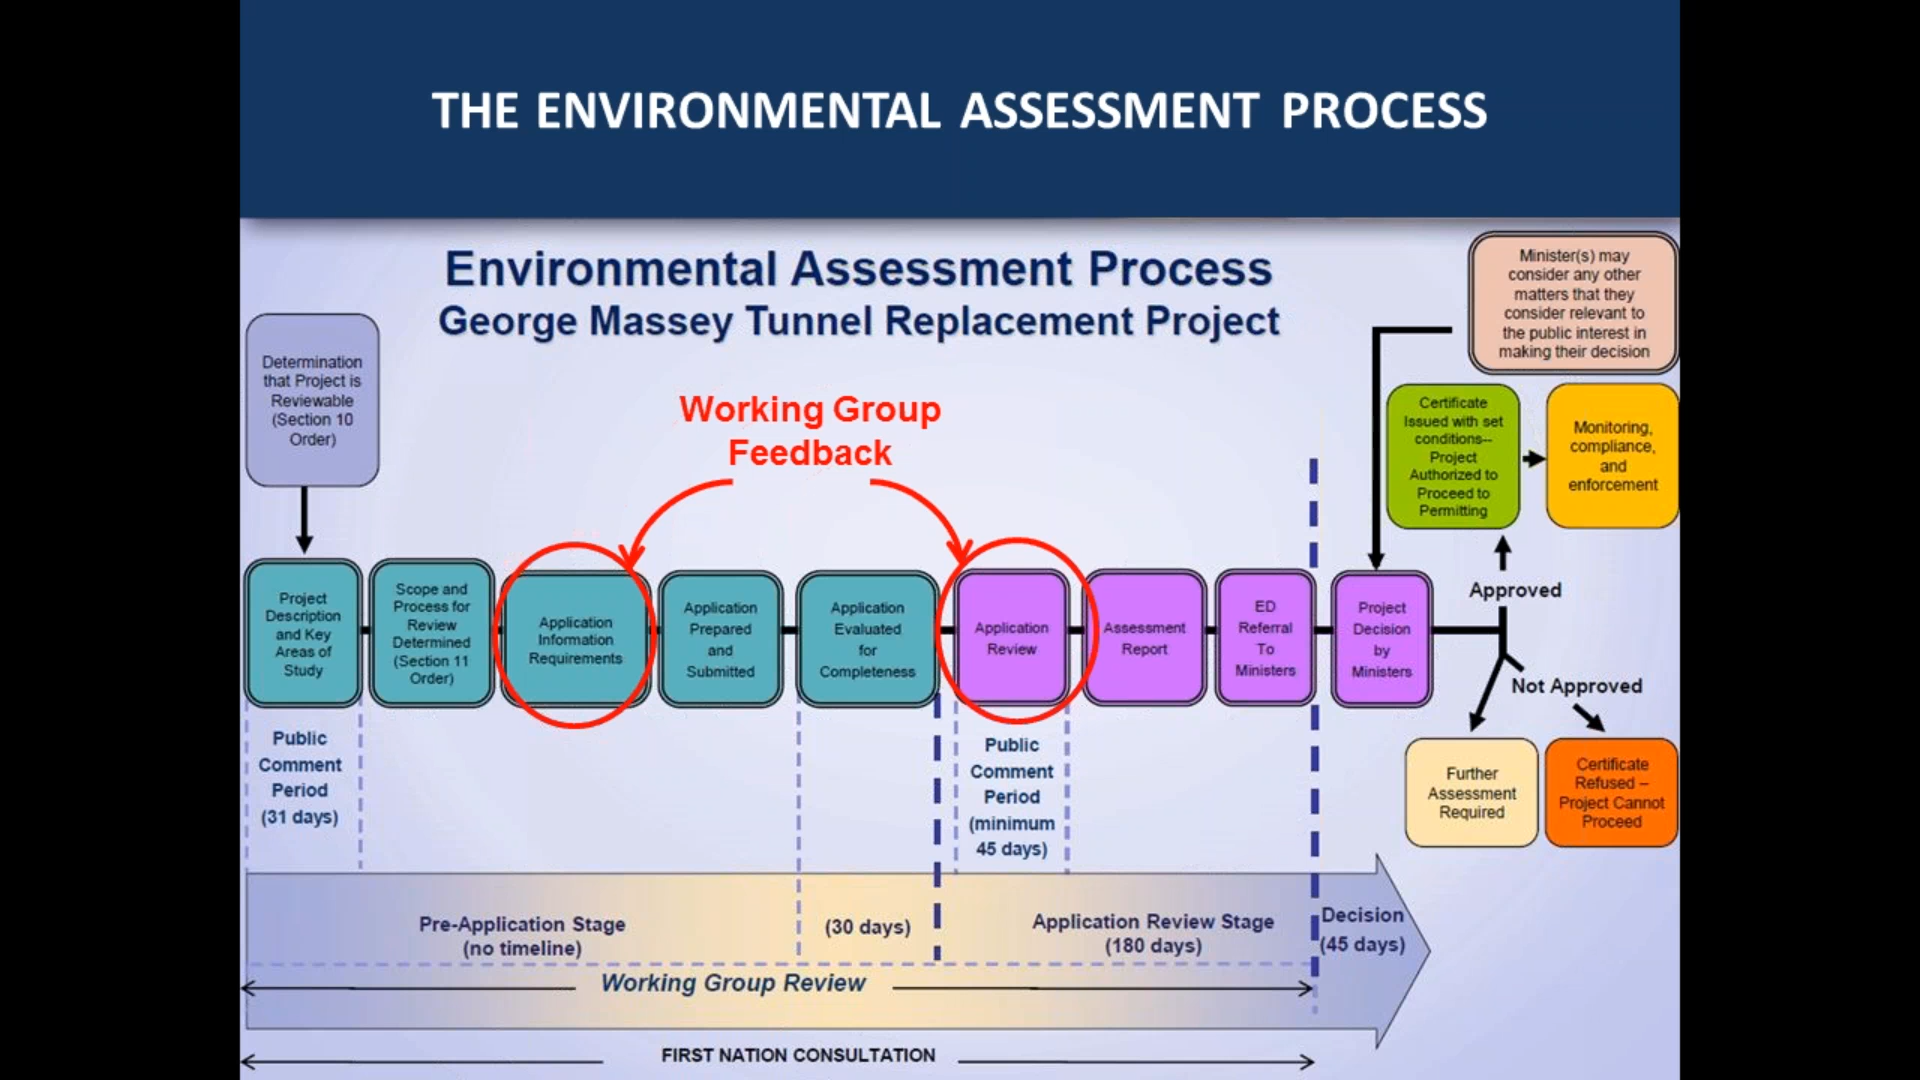 THE ENVIRONMENTAL ASSESSMENT PROCESS
Environmental Assessment Process
George Massey Tunnel Replacement Project
Minister(s) may
consider any other
matters that they
consider relevant to
the public interest in
making their decision
Determination
that Project is
Reviewable
(Section 10
Order)
Working Group
Feedback
Certificate
Issued with set
conditions--
Project
Authorized to
Proceed to
Permitting
Monitoring,
compliance,
and
enforcement
Project
Description
and Key
Areas of
Study
Scope and
Process for
Review
Determined
(Section 11
Order)
Application
Information
Requirements
Application
Prepared
and
Submitted
Application
Evaluated
for
Completeness
Application
Review
Assessment
Report
ED
Referral
To
Ministers
Project
Decision
by
Ministers
Approved
Not Approved
Further
Assessment
Required
Certificate
Refused –
Project Cannot
Proceed
Public
Comment
Period
(31 days)
Public
Comment
Period
(minimum
45 days)
Pre-Application Stage
(no timeline)
(30 days)
Application Review Stage
(180 days)
Decision
(45 days)
Working Group Review
FIRST NATION CONSULTATION